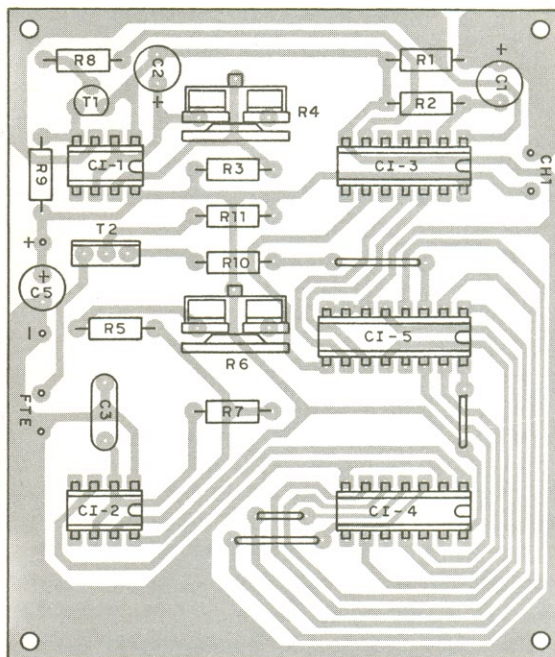 R8
C2
+
R1
R2
+
C1
T1
R4
CI-1
R3
CI-3
CH1
R9
R11
T2
R10
+
+
C5
R5
CI-5
R6
-
FTE
C3
R7
CI-2
CI-4